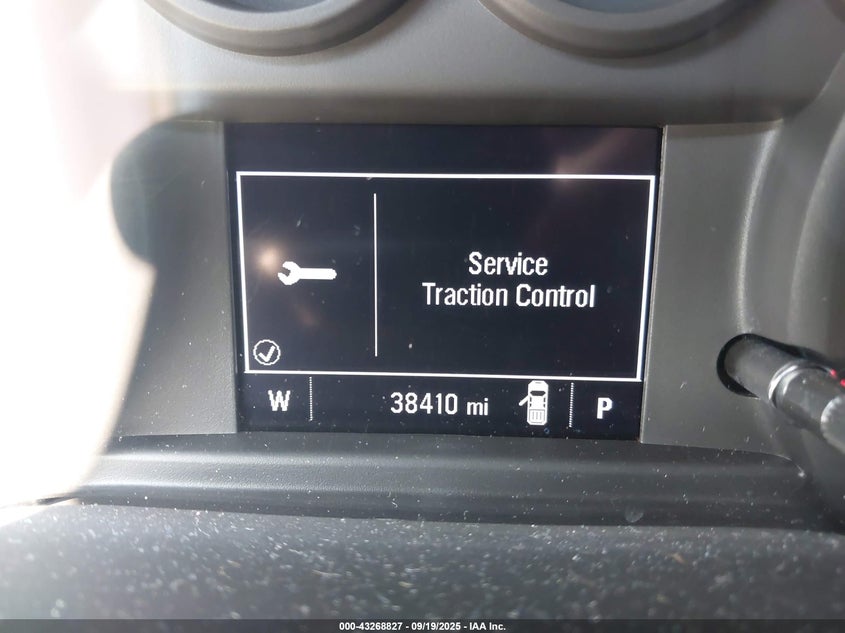 Service
Traction Control
W 38410 mi P
000-43268827 - 09/19/2025 - IAA Inc.